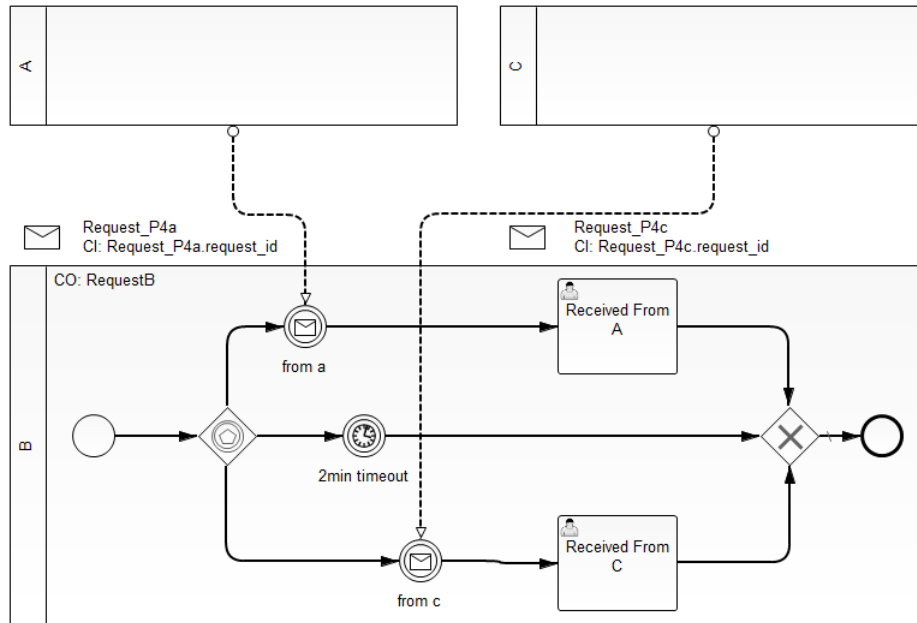 A
C
Request_P4a
CI: Request_P4a.request_id
Request_P4c
CI: Request_P4c.request_id
CO: RequestB
B
from a
Received From
A
2min timeout
from c
Received From
C